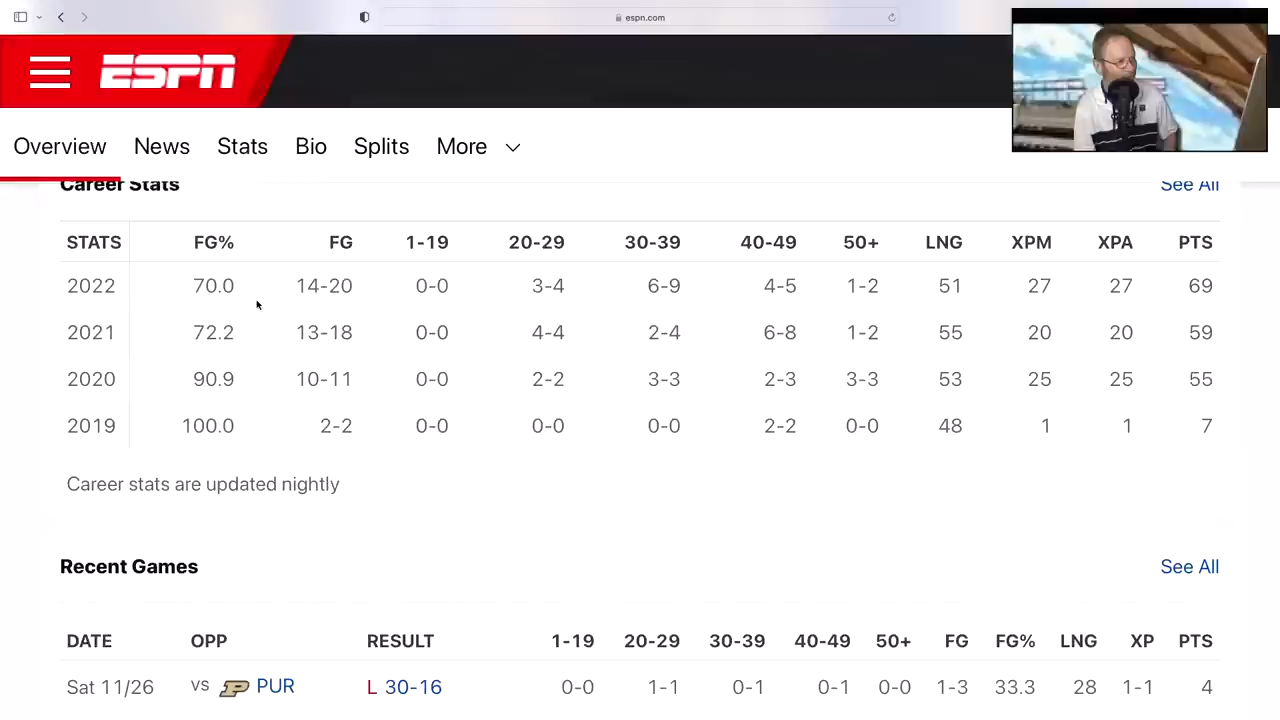 espn.com
ESPN
Overview News Stats Bio Splits More
Career Stats See All
STATS FG% FG 1-19 20-29 30-39 40-49 50+ LNG XPM XPA PTS
2022 70.0 14-20 0-0 3-4 6-9 4-5 1-2 51 27 27 69
2021 72.2 13-18 0-0 4-4 2-4 6-8 1-2 55 20 20 59
2020 90.9 10-11 0-0 2-2 3-3 2-3 3-3 53 25 25 55
2019 100.0 2-2 0-0 0-0 0-0 2-2 0-0 48 1 1 7
Career stats are updated nightly
Recent Games See All
DATE OPP RESULT 1-19 20-29 30-39 40-49 50+ FG FG% LNG XP PTS
Sat 11/26 vs P PUR L 30-16 0-0 1-1 0-1 0-1 0-0 1-3 33.3 28 1-1 4